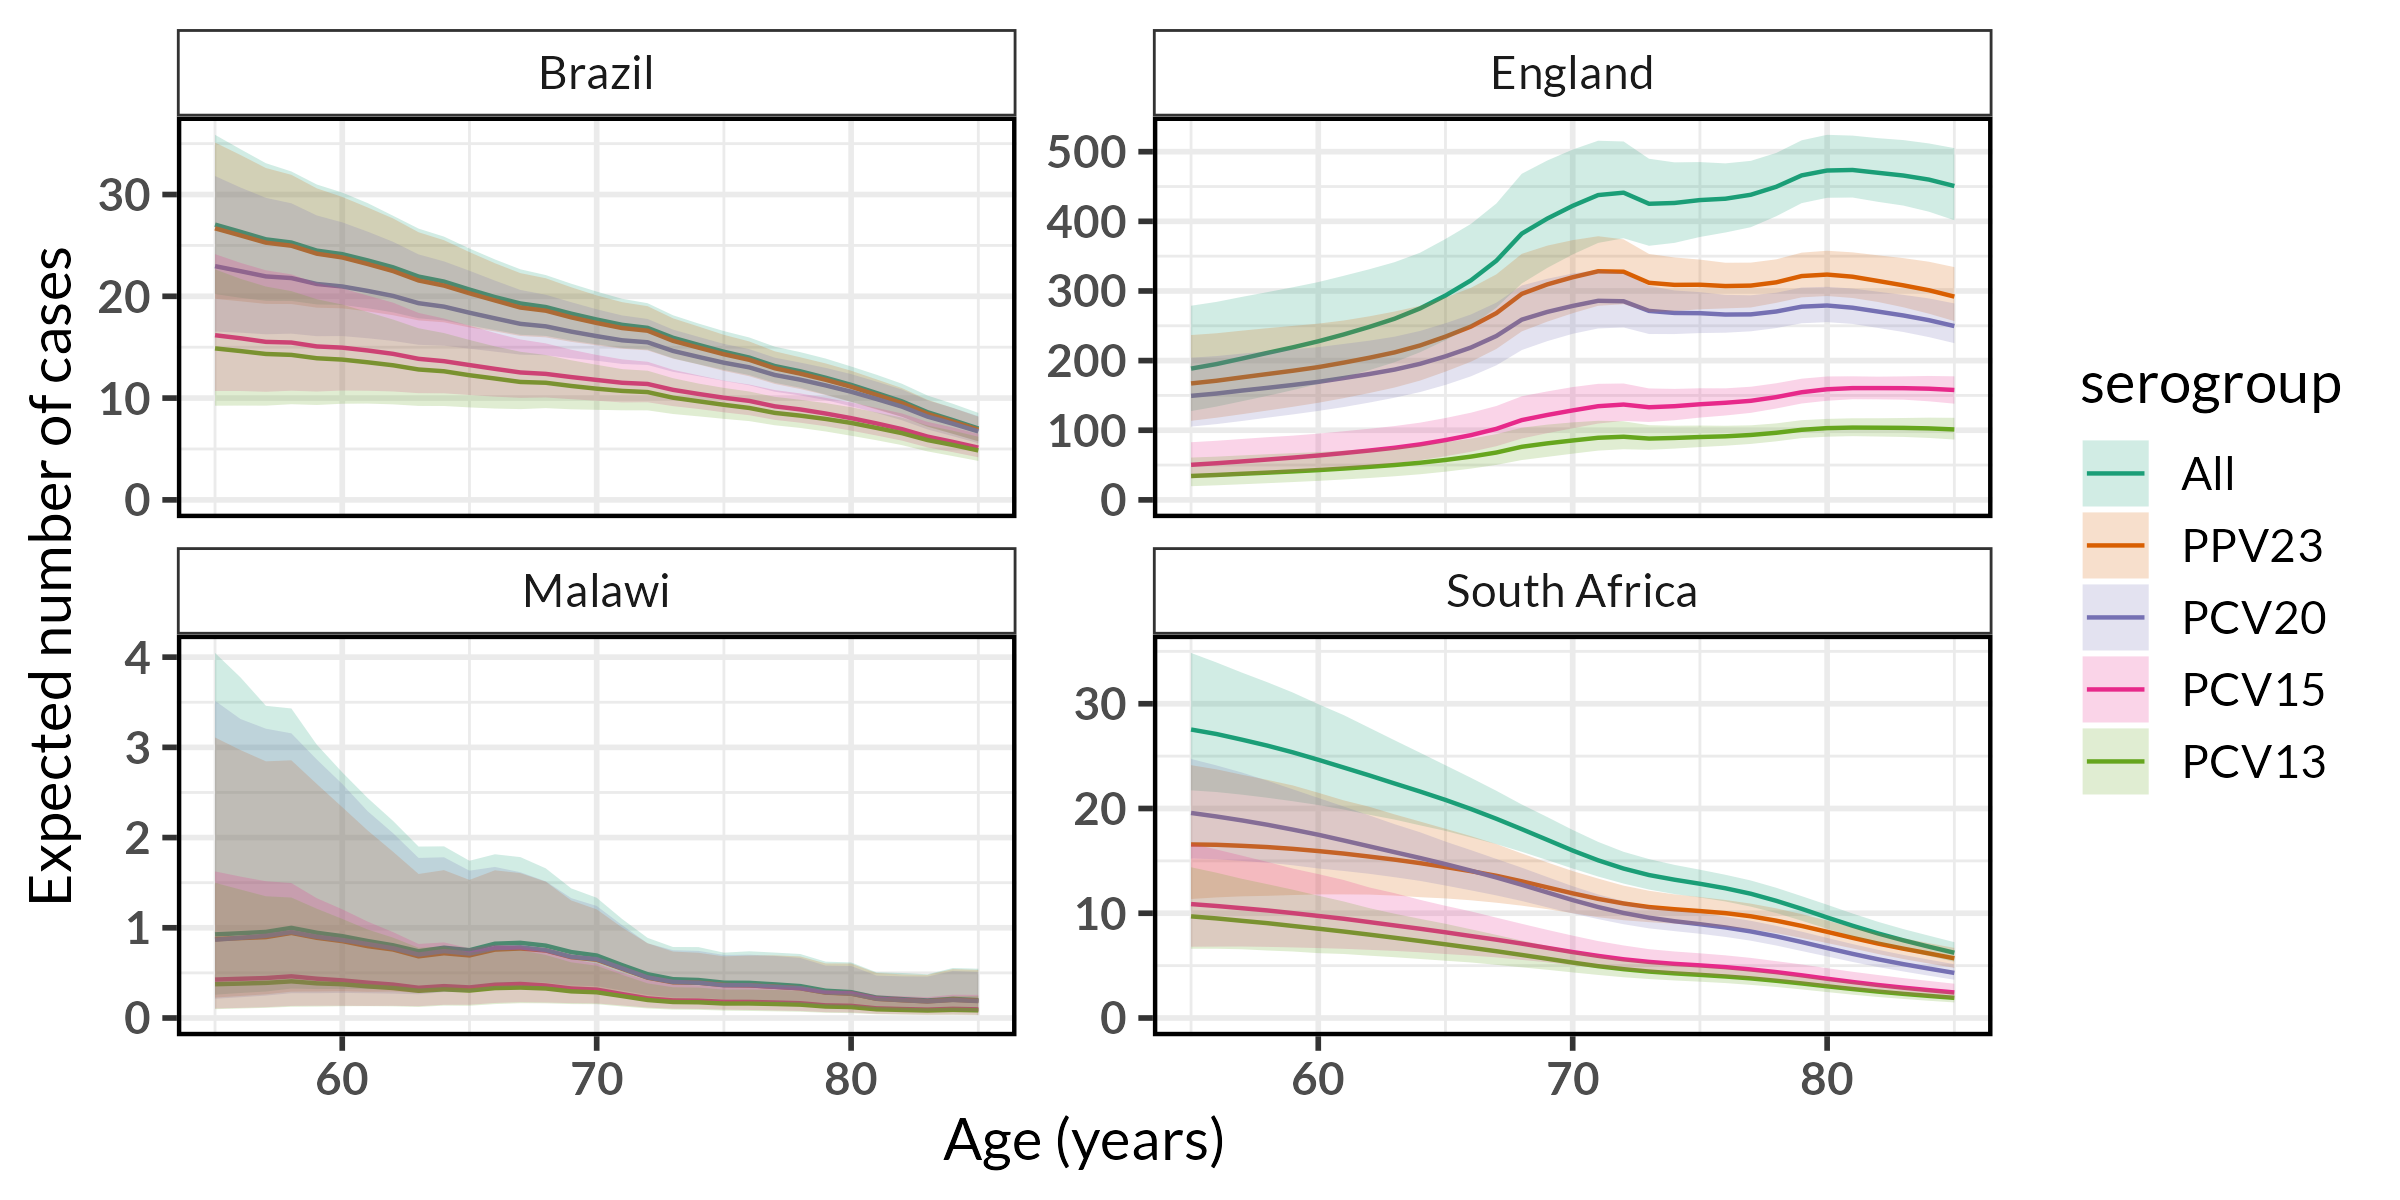 Brazil
England
Expected number of cases
30
20
10
0
500
400
300
200
100
0
Malawi
South Africa
4
3
2
1
0
30
20
10
0
60
70
80
60
70
80
Age (years)
serogroup
All
PPV23
PCV20
PCV15
PCV13